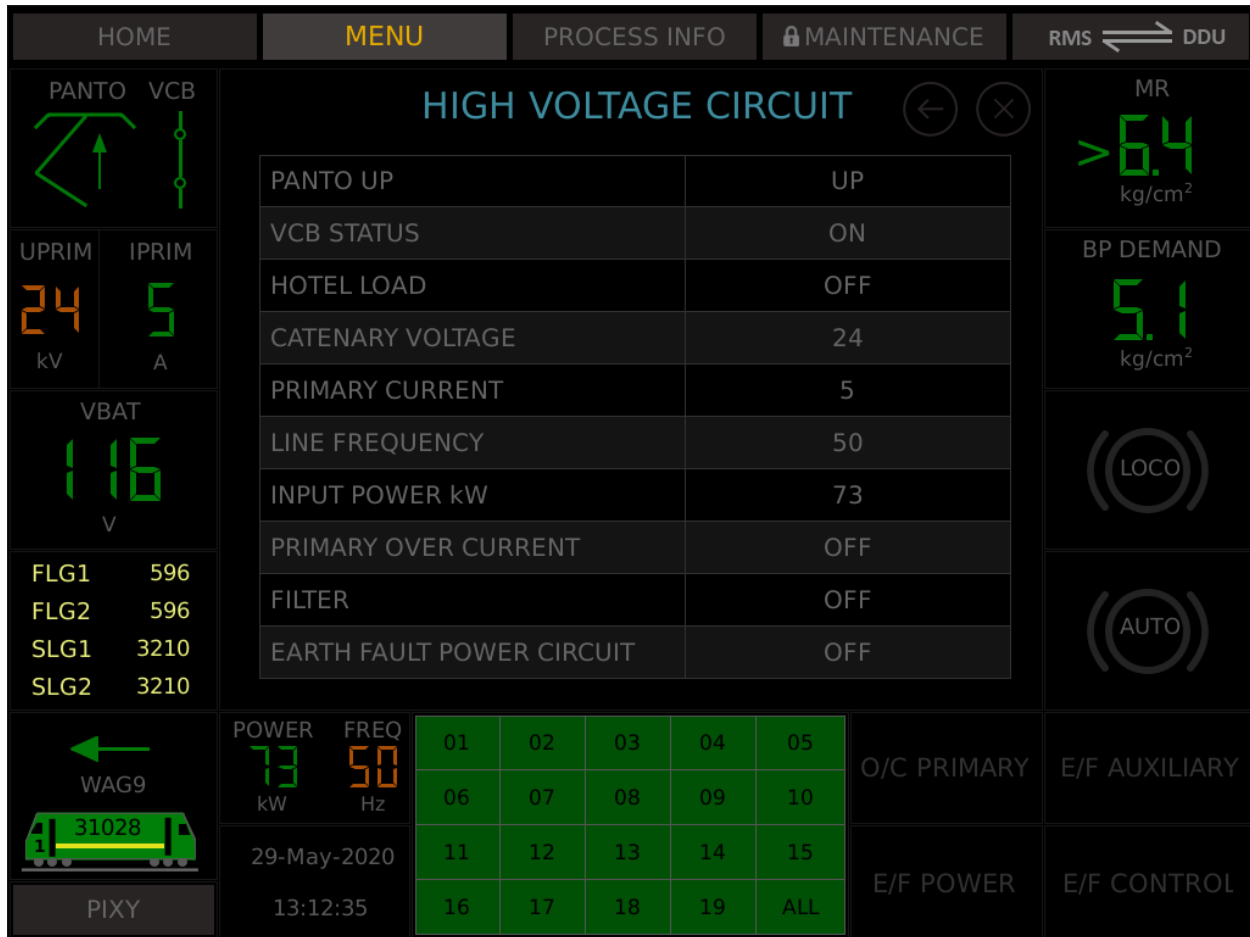 HOME MENU PROCESS INFO MAINTENANCE RMS DDU
PANTO VCB
HIGH VOLTAGE CIRCUIT
MR
>6.4
kg/cm²
PANTO UP UP
VCB STATUS ON
HOTEL LOAD OFF
CATENARY VOLTAGE 24
PRIMARY CURRENT 5
LINE FREQUENCY 50
INPUT POWER kW 73
PRIMARY OVER CURRENT OFF
FILTER OFF
EARTH FAULT POWER CIRCUIT OFF
UPRIM IPRIM
24 5
kV A
BP DEMAND
5.1
kg/cm²
VBAT
116
V
LOCO
FLG1 596
FLG2 596
SLG1 3210
SLG2 3210
AUTO
WAG9
31028
1
PIXY
POWER FREQ
73 50
kW Hz
29-May-2020
13:12:35
01 02 03 04 05
06 07 08 09 10
11 12 13 14 15
16 17 18 19 ALL
O/C PRIMARY E/F AUXILIARY
E/F POWER E/F CONTROL